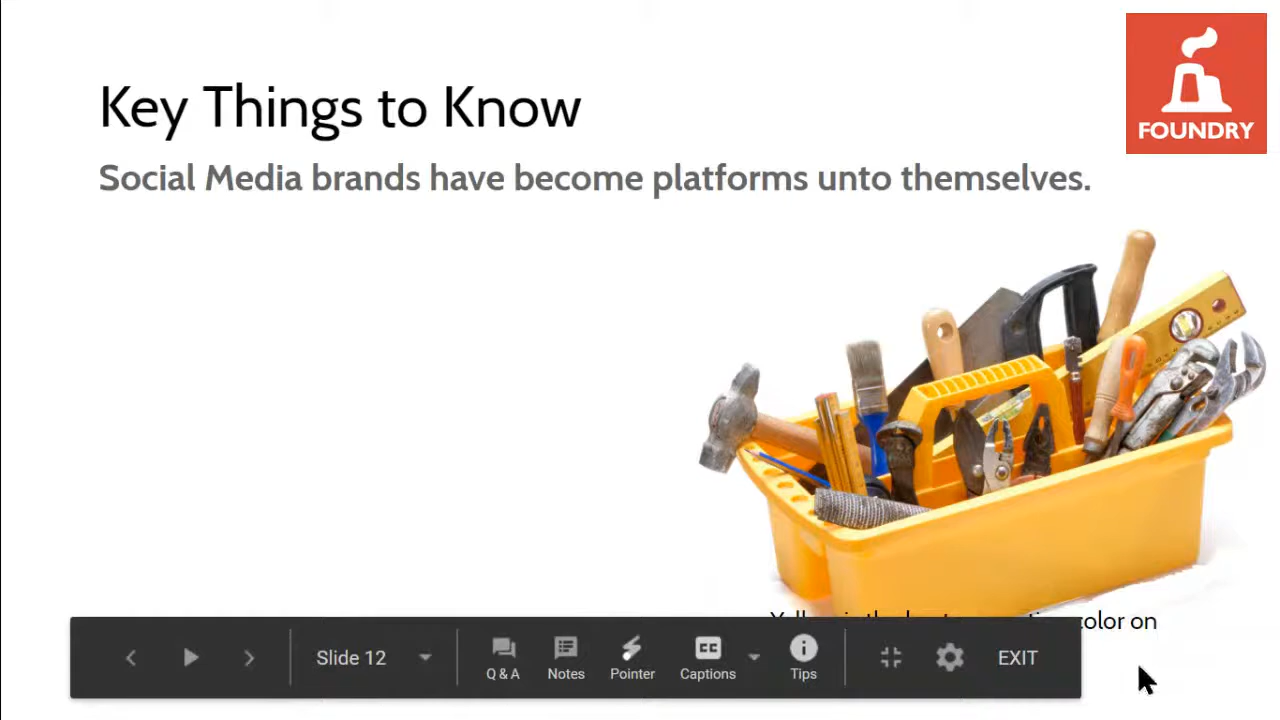 FOUNDRY
Key Things to Know
Social Media brands have become platforms unto themselves.
color on
Slide 12
Q & A
Notes
Pointer
CC
Captions
Tips
EXIT